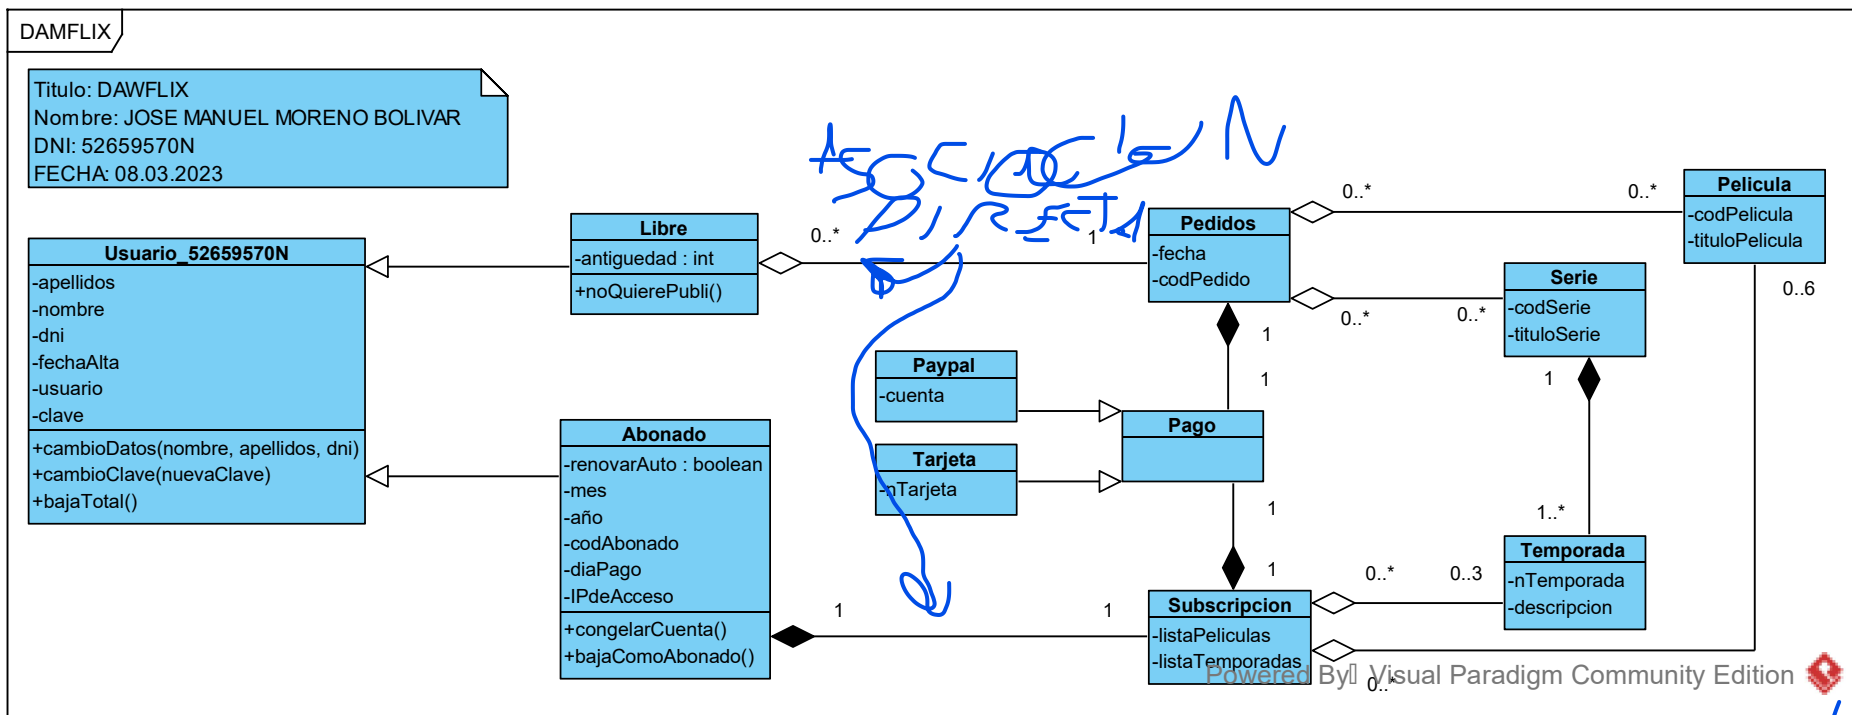 DAMFLIX
Titulo: DAWFLIX
Nombre: JOSE MANUEL MORENO BOLIVAR
DNI: 52659570N
FECHA: 08.03.2023
ASOCIACION
DIRECTA
Usuario_52659570N
-apellidos
-nombre
-dni
-fechaAlta
-usuario
-clave
+cambioDatos(nombre, apellidos, dni)
+cambioClave(nuevaClave)
+bajaTotal()
Libre
-antiguedad : int
+noQuierePubli()
0..*
1
Pedidos
-fecha
-codPedido
0..*
0..*
Pelicula
-codPelicula
-tituloPelicula
0..6
0..*
0..*
Serie
-codSerie
-tituloSerie
1
1
1
1..*
Paypal
-cuenta
Tarjeta
-nTarjeta
Pago
1
1
Abonado
-renovarAuto : boolean
-mes
-año
-codAbonado
-diaPago
-IPdeAcceso
+congelarCuenta()
+bajaComoAbonado()
1
1
Subscripcion
-listaPeliculas
-listaTemporadas
0..*
0..3
Temporada
-nTemporada
-descripcion
0..*
Powered By Visual Paradigm Community Edition